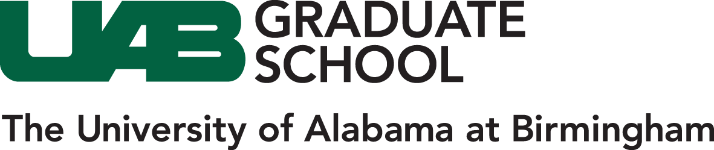 UAB GRADUATE
SCHOOL
The University of Alabama at Birmingham